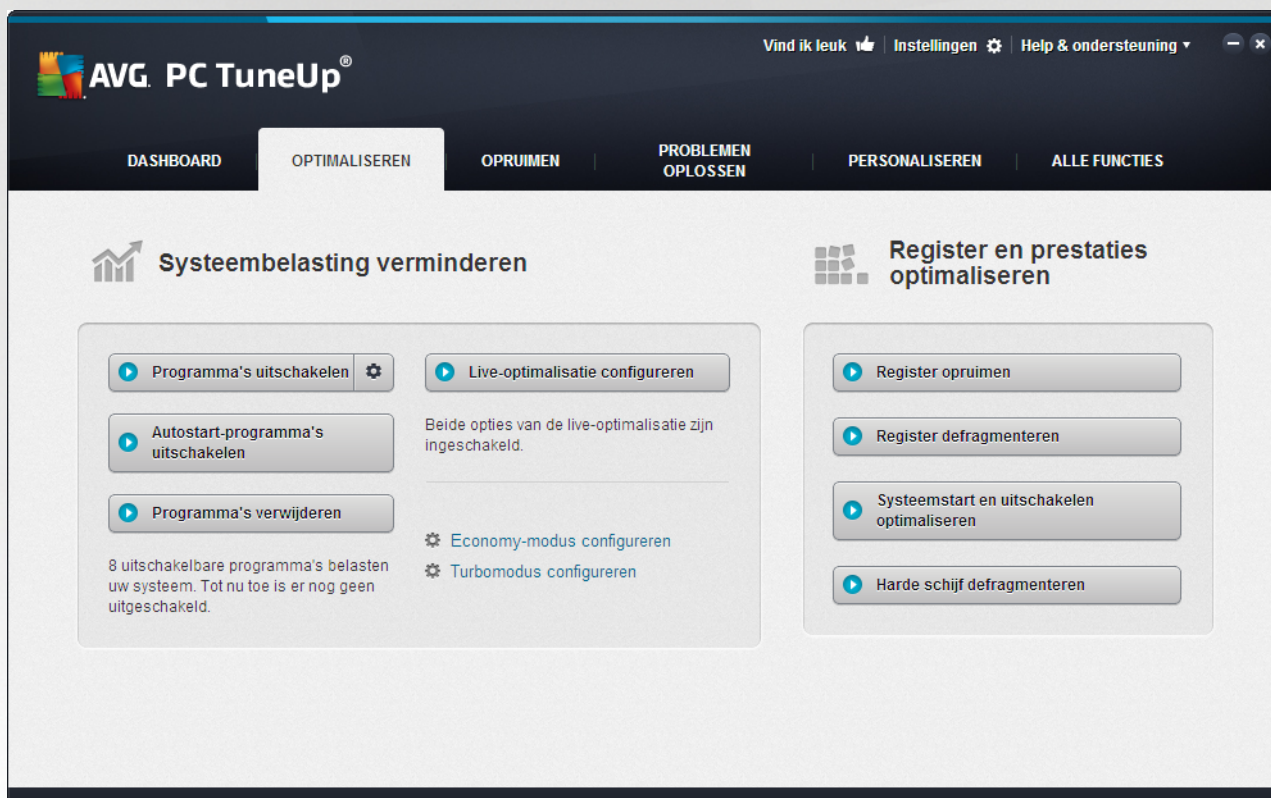 Vind ik leuk Instellingen Help & ondersteuning
AVG. PC TuneUp®
DASHBOARD
OPTIMALISEREN
OPRUIMEN
PROBLEMEN
OPLOSSEN
PERSONALISEREN
ALLE FUNCTIES
Systeembelasting verminderen
Programma's uitschakelen
Autostart-programma's
uitschakelen
Programma's verwijderen
8 uitschakelbare programma's belasten
uw systeem. Tot nu toe is er nog geen
uitgeschakeld.
Live-optimalisatie configureren
Beide opties van de live-optimalisatie zijn
ingeschakeld.
Economy-modus configureren
Turbomodus configureren
Register en prestaties
optimaliseren
Register opruimen
Register defragmenteren
Systeemstart en uitschakelen
optimaliseren
Harde schijf defragmenteren